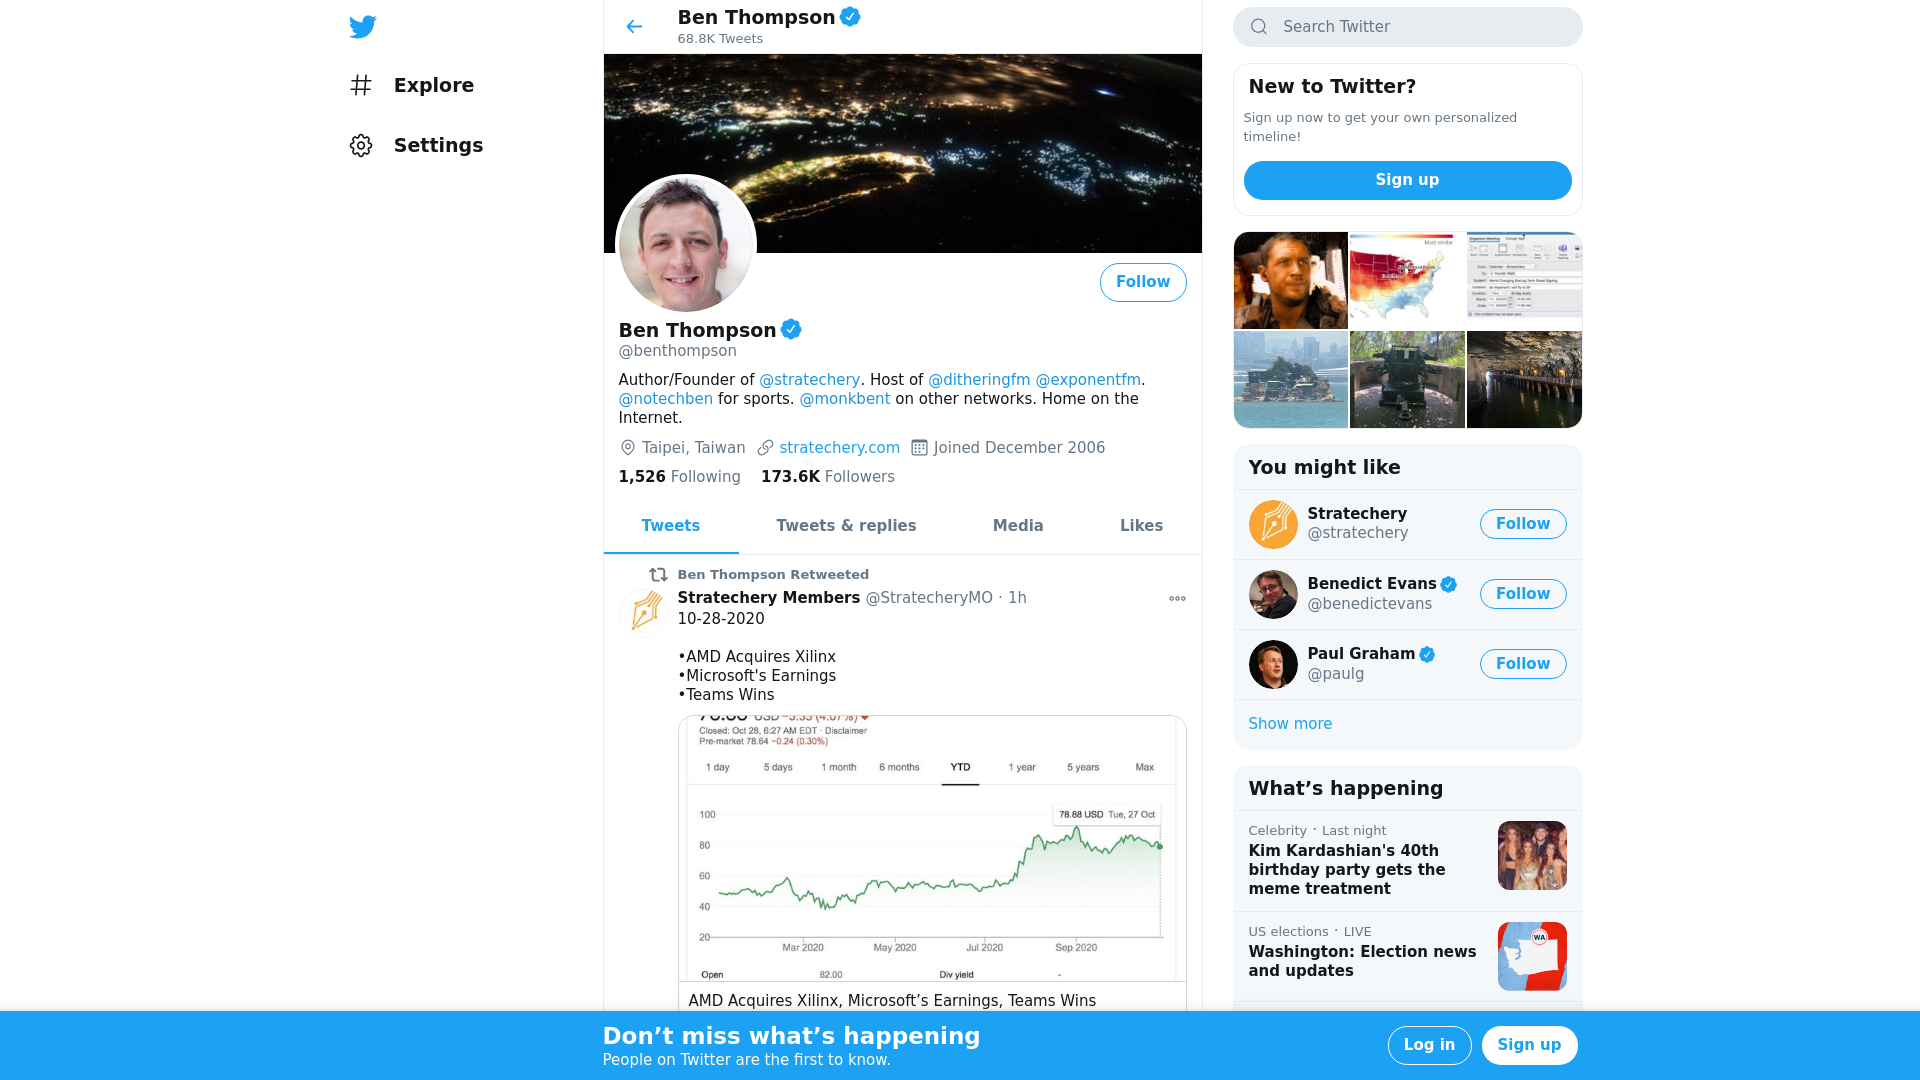 Explore
Settings
Ben Thompson
68.8K Tweets
Follow
Ben Thompson
@benthompson
Author/Founder of @stratechery. Host of @ditheringfm @exponentfm.
@notechben for sports. @monkbent on other networks. Home on the
Internet.
Taipei, Taiwan stratechery.com Joined December 2006
1,526 Following 173.6K Followers
Tweets Tweets & replies Media Likes
Ben Thompson Retweeted
Stratechery Members @StratecheryMO · 1h
10-28-2020
•AMD Acquires Xilinx
•Microsoft's Earnings
•Teams Wins
Closed: Oct 28, 6:27 AM EDT · Disclaimer
Pre-market 78.64 −0.24 (0.30%)
1 day 5 days 1 month 6 months YTD 1 year 5 years Max
78.88 USD Tue, 27 Oct
100
80
60
40
20
Mar 2020 May 2020 Jul 2020 Sep 2020
Open 82.00 Div yield -
AMD Acquires Xilinx, Microsoft’s Earnings, Teams Wins
Search Twitter
New to Twitter?
Sign up now to get your own personalized
timeline!
Sign up
Most similar
You might like
Stratechery
@stratechery
Follow
Benedict Evans
@benedictevans
Follow
Paul Graham
@paulg
Follow
Show more
What’s happening
Celebrity · Last night
Kim Kardashian's 40th
birthday party gets the
meme treatment
US elections · LIVE
Washington: Election news
and updates
WA
Don’t miss what’s happening
People on Twitter are the first to know.
Log in
Sign up